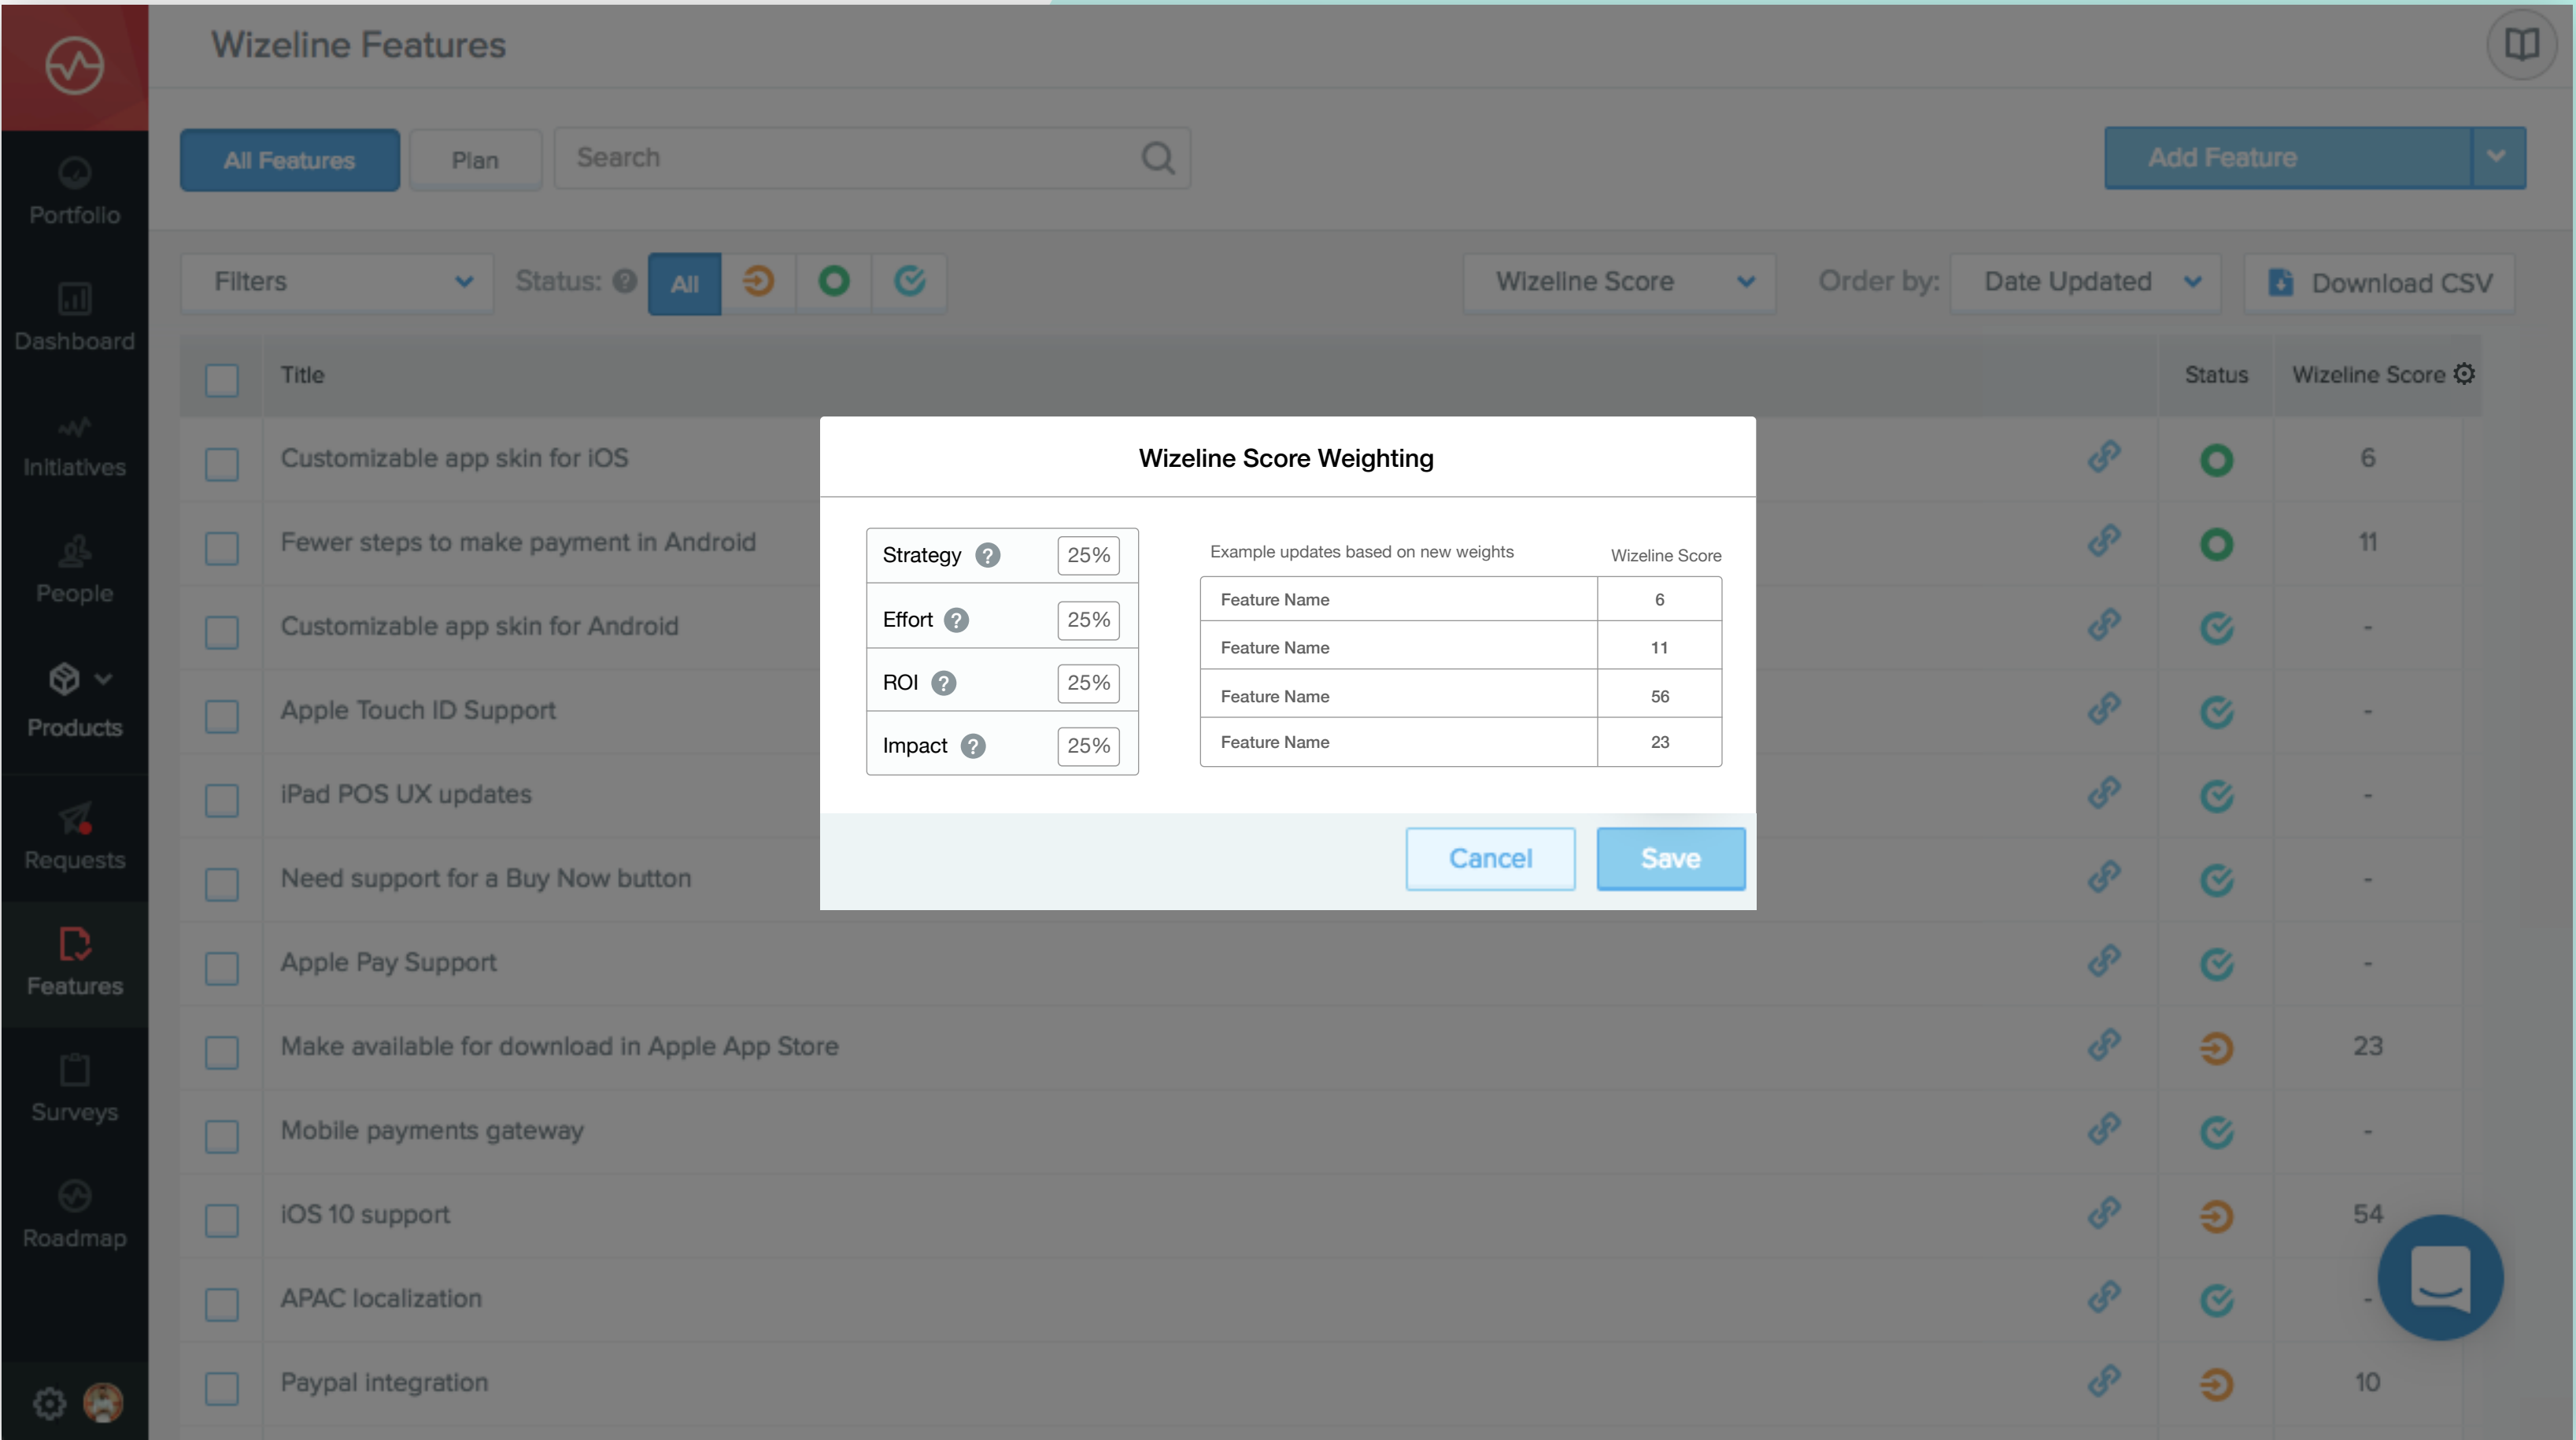 Wizeline Features
Portfolio
Dashboard
Initiatives
People
Products
Requests
Features
Surveys
Roadmap
All Features
Plan
Search
Add Feature
Filters
Status: ?
All
Wizeline Score
Order by:
Date Updated
Download CSV
Title
Status
Wizeline Score
Customizable app skin for iOS
6
Fewer steps to make payment in Android
11
Customizable app skin for Android
-
Apple Touch ID Support
-
iPad POS UX updates
-
Need support for a Buy Now button
-
Apple Pay Support
-
Make available for download in Apple App Store
23
Mobile payments gateway
-
iOS 10 support
54
APAC localization
-
Paypal integration
10
Wizeline Score Weighting
Strategy ? 25%
Effort ? 25%
ROI ? 25%
Impact ? 25%
Example updates based on new weights
Wizeline Score
Feature Name 6
Feature Name 11
Feature Name 56
Feature Name 23
Cancel
Save